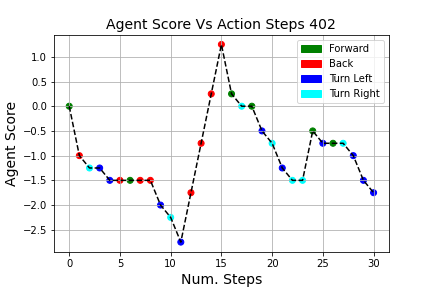 Agent Score Vs Action Steps 402
Forward
Back
Turn Left
Turn Right
Agent Score
1.0
0.5
0.0
−0.5
−1.0
−1.5
−2.0
−2.5
0 5 10 15 20 25 30
Num. Steps